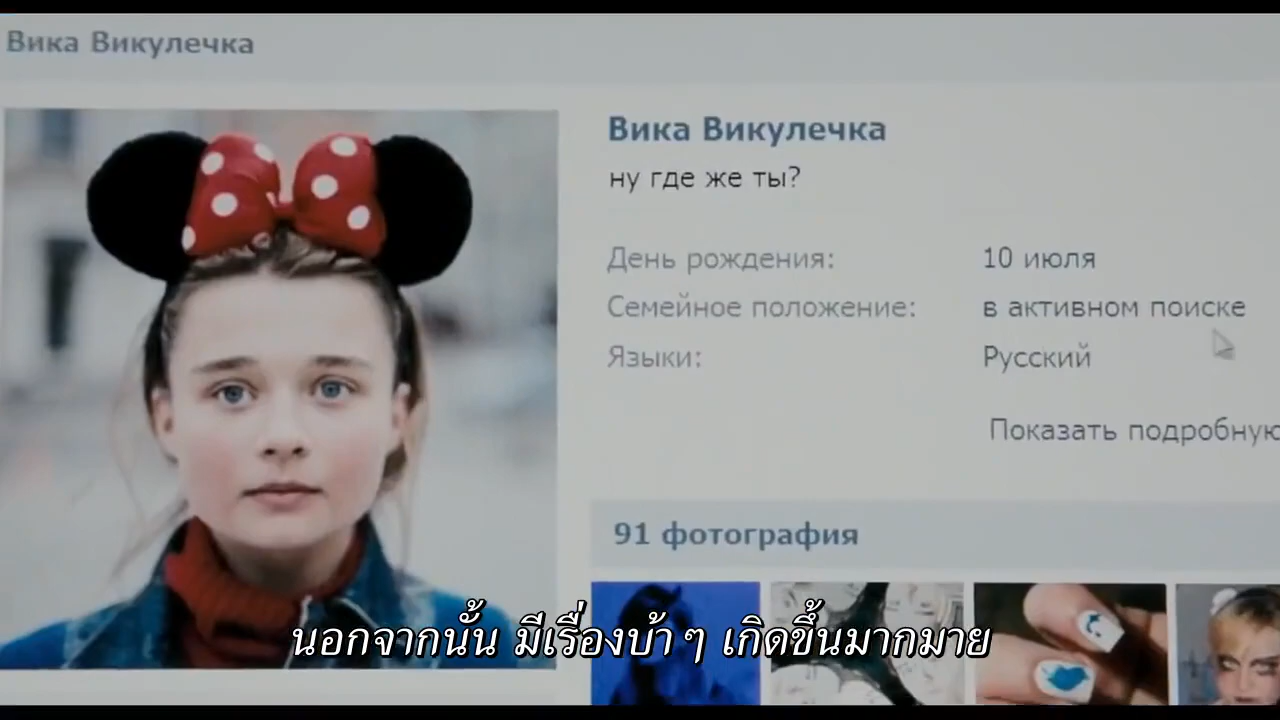 Вика Викулечка
Вика Викулечка
ну где же ты?
День рождения: 10 июля
Семейное положение: в активном поиске
Языки: Русский
Показать подробную
91 фотография
นอกจากนั้น มีเรื่องบ้าๆ เกิดขึ้นมากมาย